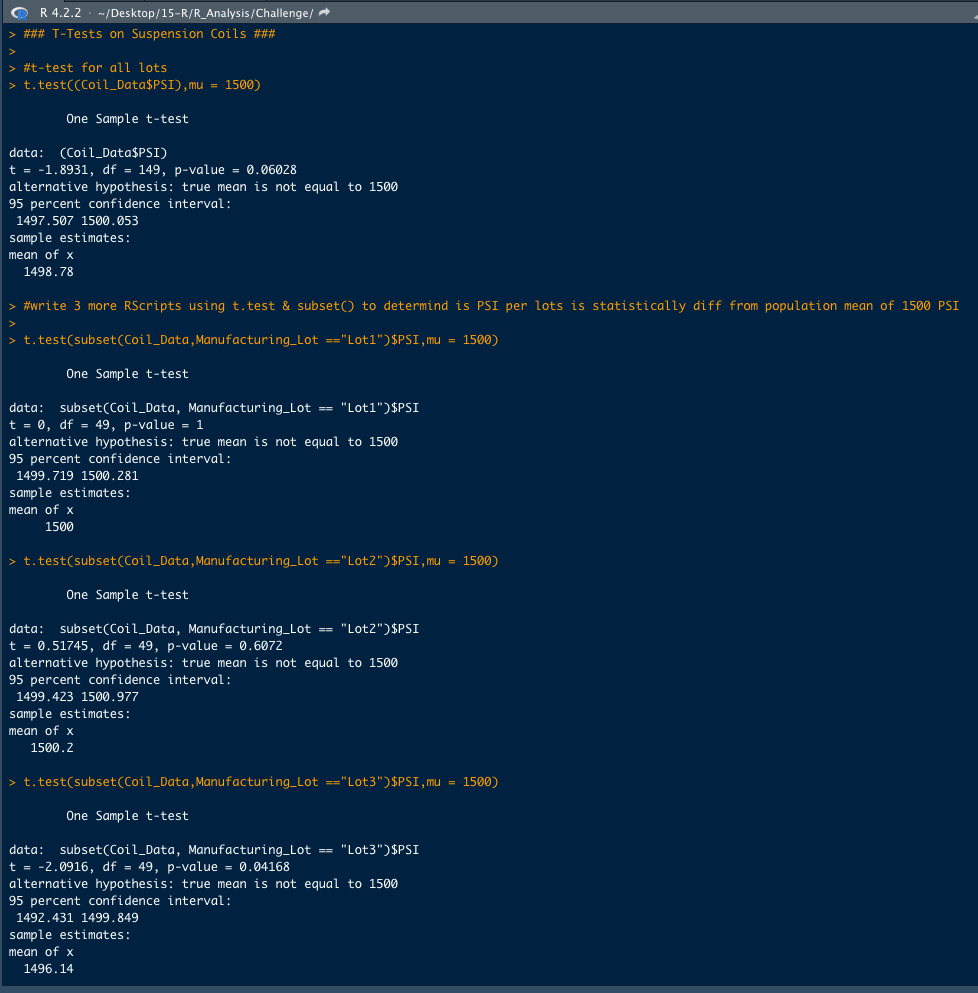 R 4.2.2 · ~/Desktop/15-R/R_Analysis/Challenge/
> ### T-Tests on Suspension Coils ###
>
> #t-test for all lots
> t.test((Coil_Data$PSI),mu = 1500)
One Sample t-test
data:  (Coil_Data$PSI)
t = -1.8931, df = 149, p-value = 0.06028
alternative hypothesis: true mean is not equal to 1500
95 percent confidence interval:
1497.507 1500.053
sample estimates:
mean of x
1498.78
> #write 3 more RScripts using t.test & subset() to determind is PSI per lots is statistically diff from population mean of 1500 PSI
>
> t.test(subset(Coil_Data,Manufacturing_Lot =="Lot1")$PSI,mu = 1500)
One Sample t-test
data:  subset(Coil_Data, Manufacturing_Lot == "Lot1")$PSI
t = 0, df = 49, p-value = 1
alternative hypothesis: true mean is not equal to 1500
95 percent confidence interval:
1499.719 1500.281
sample estimates:
mean of x
1500
> t.test(subset(Coil_Data,Manufacturing_Lot =="Lot2")$PSI,mu = 1500)
One Sample t-test
data:  subset(Coil_Data, Manufacturing_Lot == "Lot2")$PSI
t = 0.51745, df = 49, p-value = 0.6072
alternative hypothesis: true mean is not equal to 1500
95 percent confidence interval:
1499.423 1500.977
sample estimates:
mean of x
1500.2
> t.test(subset(Coil_Data,Manufacturing_Lot =="Lot3")$PSI,mu = 1500)
One Sample t-test
data:  subset(Coil_Data, Manufacturing_Lot == "Lot3")$PSI
t = -2.0916, df = 49, p-value = 0.04168
alternative hypothesis: true mean is not equal to 1500
95 percent confidence interval:
1492.431 1499.849
sample estimates:
mean of x
1496.14